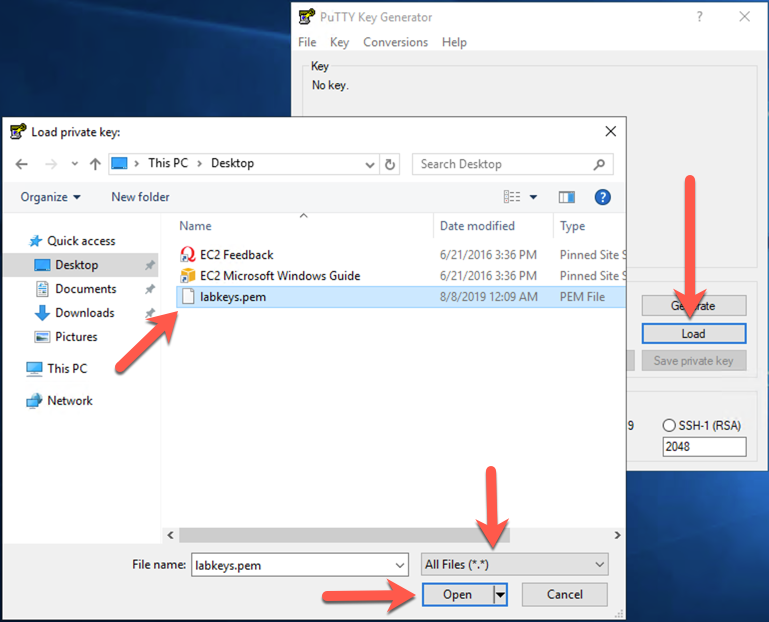 PuTTY Key Generator
?
File Key Conversions Help
Key
No key.
Load private key:
This PC > Desktop
Search Desktop
Organize
New folder
?
Name
Date modified
Type
Quick access
Desktop
Documents
Downloads
Pictures
This PC
Network
EC2 Feedback 6/21/2016 3:36 PM Pinned Site S
EC2 Microsoft Windows Guide 6/21/2016 3:36 PM Pinned Site S
labkeys.pem 8/8/2019 12:09 AM PEM File
Load
Save private key
9
SSH-1 (RSA)
2048
File name: labkeys.pem
All Files (*.*)
Open
Cancel